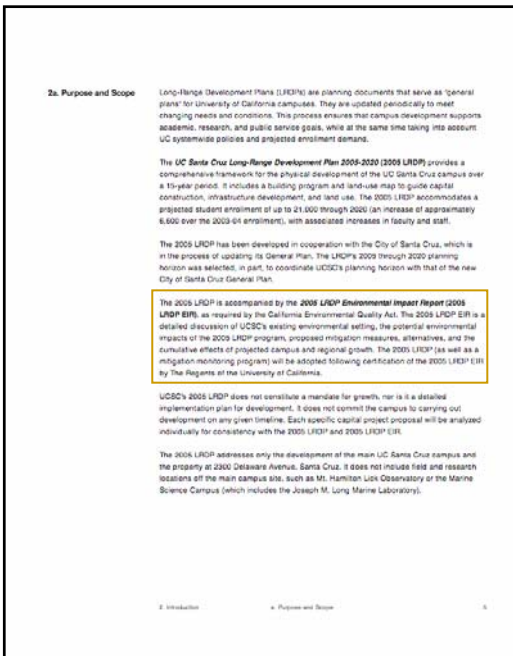 2a. Purpose and Scope
Long-Range Development Plans (LRDPs) are planning documents that serve as "general
plans" for University of California campuses. They are updated periodically to meet
changing needs and conditions. This process ensures that campus development supports
academic, research, and public service goals, while at the same time taking into account
UC systemwide policies and projected enrollment demand.
The UC Santa Cruz Long-Range Development Plan 2005-2020 (2005 LRDP) provides a
comprehensive framework for the physical development of the UC Santa Cruz campus over
a 15-year period. It includes a building program and land-use map to guide capital
construction, infrastructure development, and land use. The 2005 LRDP accommodates a
projected student enrollment of up to 21,000 through 2020 (an increase of approximately
6,600 over the 2003-04 enrollment), with associated increases in faculty and staff.
The 2005 LRDP has been developed in cooperation with the City of Santa Cruz, which is
in the process of updating its General Plan. The LRDP's 2005 through 2020 planning
horizon was selected, in part, to coordinate UCSC's planning horizon with that of the new
City of Santa Cruz General Plan.
The 2005 LRDP is accompanied by the 2005 LRDP Environmental Impact Report (2005
LRDP EIR), as required by the California Environmental Quality Act. The 2005 LRDP EIR is a
detailed discussion of UCSC's existing environmental setting, the potential environmental
impacts of the 2005 LRDP program, proposed mitigation measures, alternatives, and the
cumulative effects of projected campus and regional growth. The 2005 LRDP (as well as a
mitigation monitoring program) will be adopted following certification of the 2005 LRDP EIR
by The Regents of the University of California.
UCSC's 2005 LRDP does not constitute a mandate for growth, nor is it a detailed
implementation plan for development. It does not commit the campus to carrying out
development on any given timeline. Each specific capital project proposal will be analyzed
individually for consistency with the 2005 LRDP and 2005 LRDP EIR.
The 2005 LRDP addresses only the development of the main UC Santa Cruz campus and
the property at 2300 Delaware Avenue, Santa Cruz. It does not include field and research
locations off the main campus site, such as Mt. Hamilton Lick Observatory or the Marine
Science Campus (which includes the Joseph M. Long Marine Laboratory).
2 Introduction a. Purpose and Scope